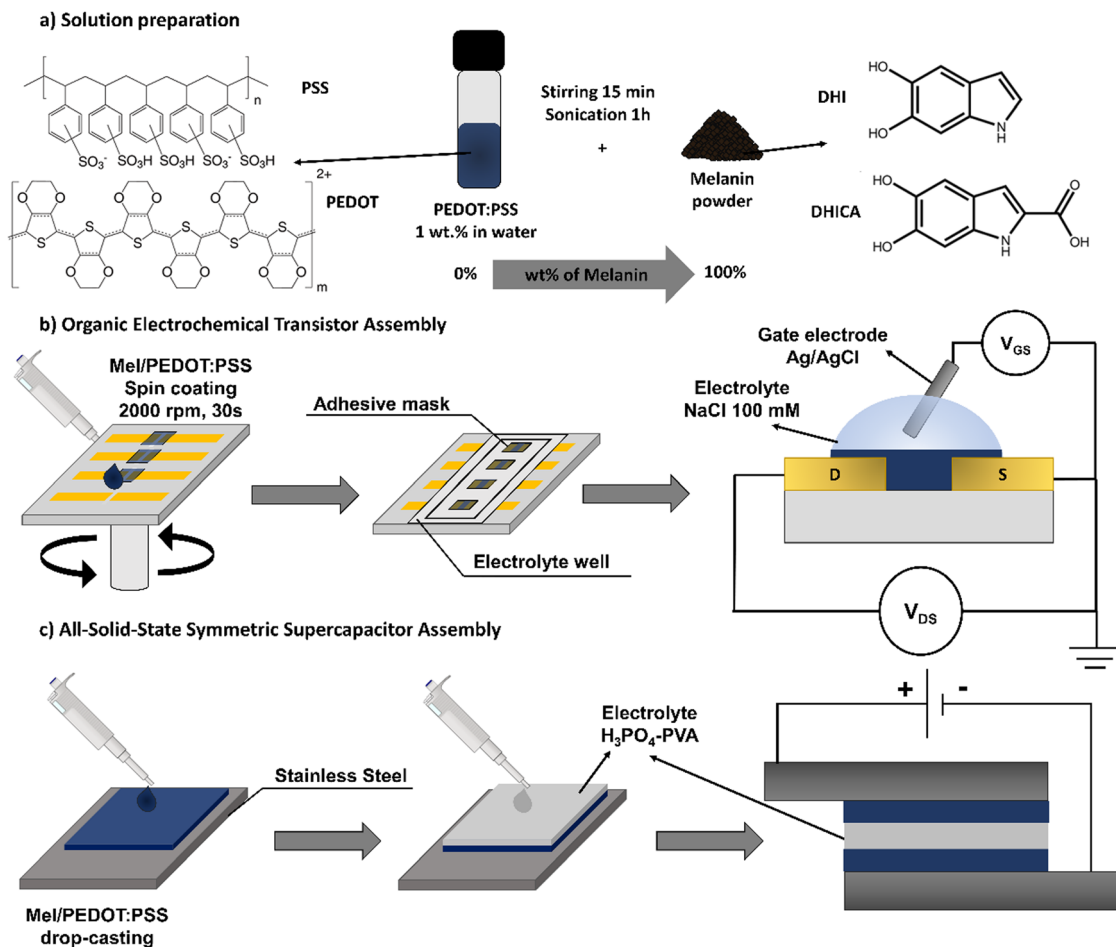 a) Solution preparation
PSS
n
SO₃⁻ SO₃H SO₃H SO₃⁻ SO₃H
2+
PEDOT
O O O O
S S S S S S
O O O O O O
m
PEDOT:PSS
1 wt.% in water
Stirring 15 min
Sonication 1h
+
Melanin
powder
0%
wt% of Melanin
100%
DHI
HO
HO
N
H
DHICA
HO
HO
N
H
O
OH
b) Organic Electrochemical Transistor Assembly
Mel/PEDOT:PSS
Spin coating
2000 rpm, 30s
Adhesive mask
Electrolyte well
Gate electrode
Ag/AgCl
Electrolyte
NaCl 100 mM
V_GS
D
S
V_DS
c) All-Solid-State Symmetric Supercapacitor Assembly
Stainless Steel
Mel/PEDOT:PSS
drop-casting
Electrolyte
H₃PO₄-PVA
+ -